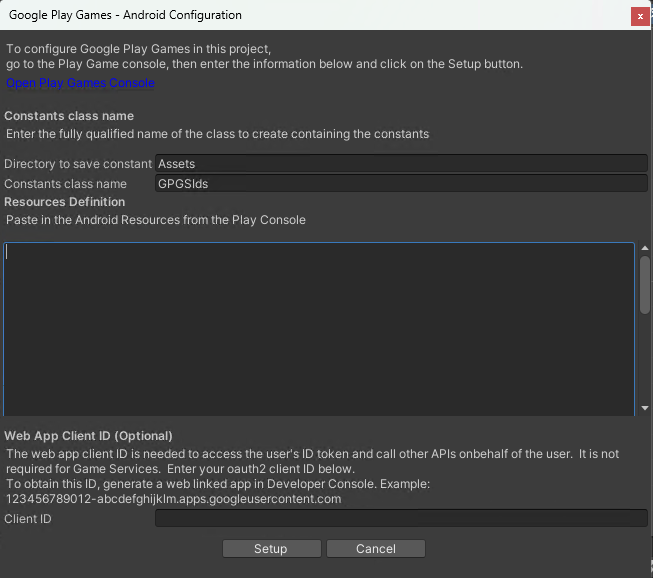 Google Play Games - Android Configuration
x
To configure Google Play Games in this project,
go to the Play Game console, then enter the information below and click on the Setup button.
Open Play Games Console
Constants class name
Enter the fully qualified name of the class to create containing the constants
Directory to save constant Assets
Constants class name GPGSIds
Resources Definition
Paste in the Android Resources from the Play Console
Web App Client ID (Optional)
The web app client ID is needed to access the user's ID token and call other APIs onbehalf of the user.  It is not
required for Game Services.  Enter your oauth2 client ID below.
To obtain this ID, generate a web linked app in Developer Console. Example:
123456789012-abcdefghijklm.apps.googleusercontent.com
Client ID
Setup Cancel